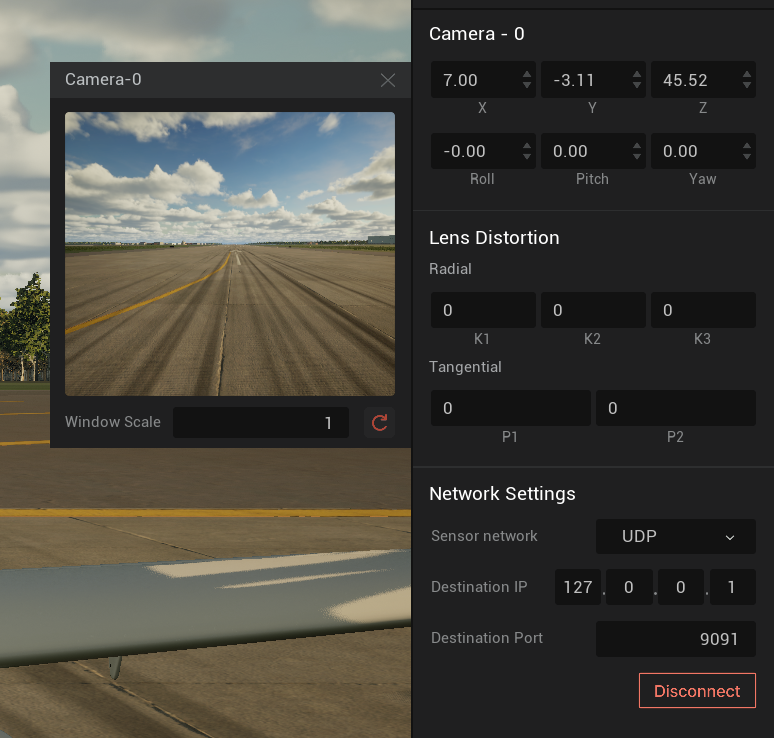 Camera - 0
Camera-0
7.00 -3.11 45.52
X Y Z
-0.00 0.00 0.00
Roll Pitch Yaw
Lens Distortion
Radial
0 0 0
K1 K2 K3
Tangential
0 0
P1 P2
Window Scale 1
Network Settings
Sensor network UDP
Destination IP 127 . 0 . 0 . 1
Destination Port 9091
Disconnect